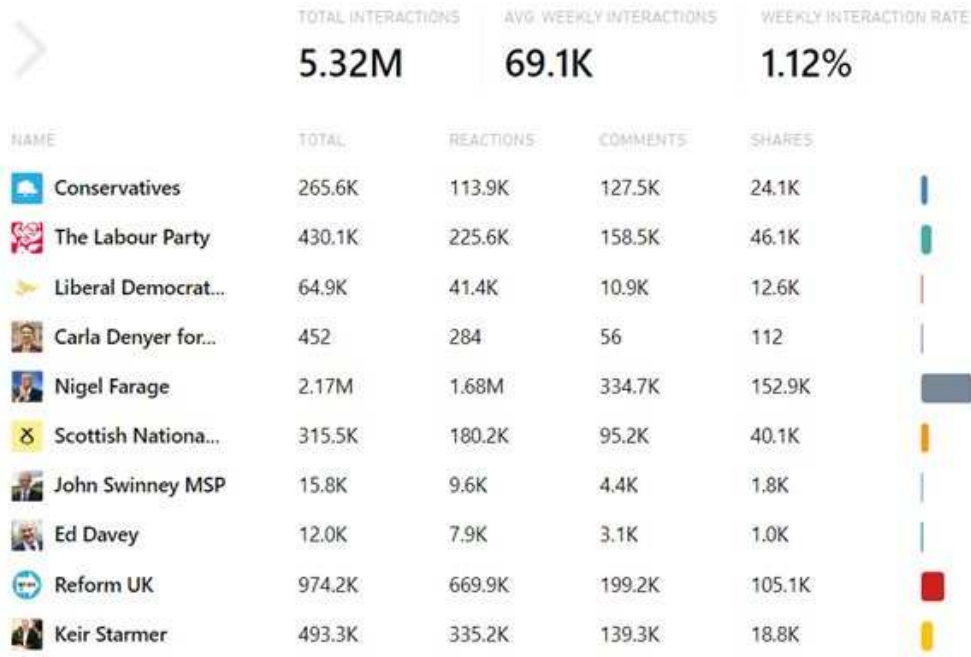 TOTAL INTERACTIONS AVG. WEEKLY INTERACTIONS WEEKLY INTERACTION RATE
5.32M 69.1K 1.12%
NAME TOTAL REACTIONS COMMENTS SHARES
Conservatives 265.6K 113.9K 127.5K 24.1K
The Labour Party 430.1K 225.6K 158.5K 46.1K
Liberal Democrat... 64.9K 41.4K 10.9K 12.6K
Carla Denyer for... 452 284 56 112
Nigel Farage 2.17M 1.68M 334.7K 152.9K
Scottish Nationa... 315.5K 180.2K 95.2K 40.1K
John Swinney MSP 15.8K 9.6K 4.4K 1.8K
Ed Davey 12.0K 7.9K 3.1K 1.0K
Reform UK 974.2K 669.9K 199.2K 105.1K
Keir Starmer 493.3K 335.2K 139.3K 18.8K